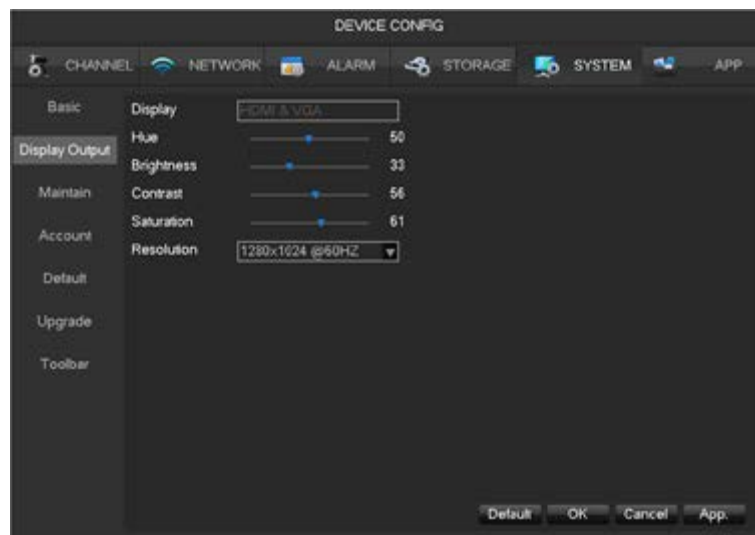 DEVICE CONFIG
CHANNEL NETWORK ALARM STORAGE SYSTEM APP
Basic
Display Output
Maintain
Account
Default
Upgrade
Toolbar
Display HDMI & VGA
Hue 50
Brightness 33
Contrast 56
Saturation 61
Resolution 1280x1024 @60HZ
Default OK Cancel App.